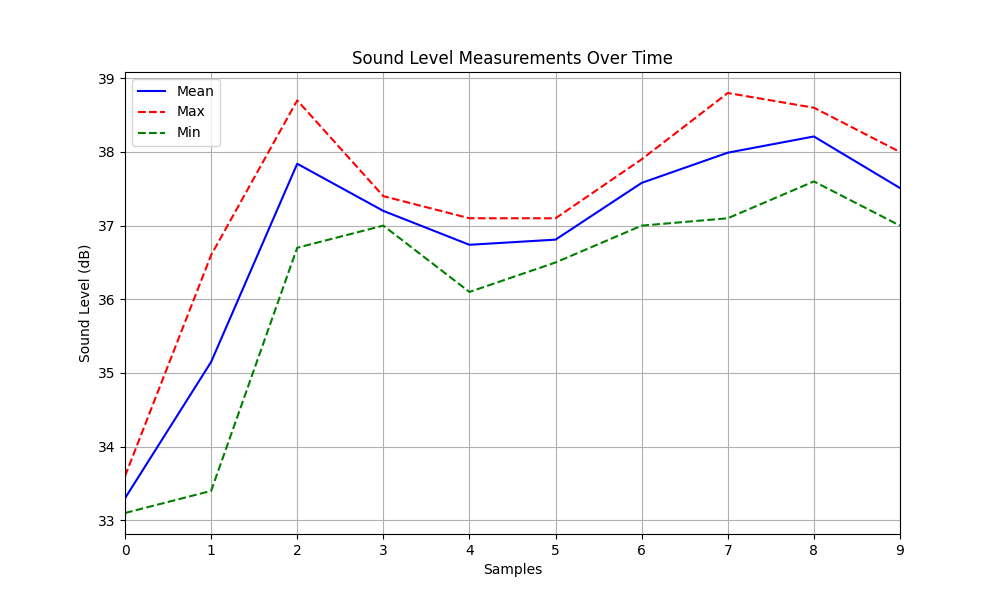 Sound Level Measurements Over Time
Mean
Max
Min
Sound Level (dB)
39
38
37
36
35
34
33
0 1 2 3 4 5 6 7 8 9
Samples